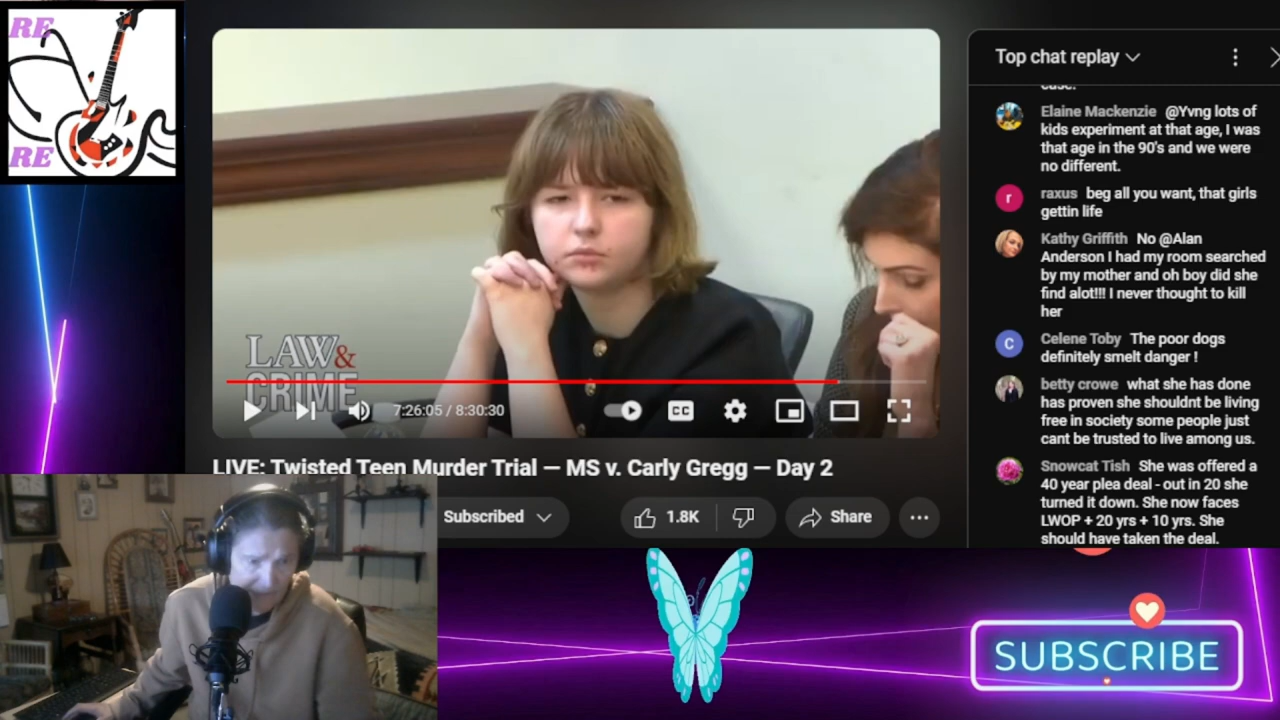 RE
RE
LAW&
CRIME
7:26:05 / 8:30:30
CC
LIVE: Twisted Teen Murder Trial — MS v. Carly Gregg — Day 2
Subscribed
1.8K
Share
Top chat replay
case.
Elaine Mackenzie @Yvng lots of
kids experiment at that age, I was
that age in the 90's and we were
no different.
r
raxus beg all you want, that girls
gettin life
Kathy Griffith No @Alan
Anderson I had my room searched
by my mother and oh boy did she
find alot!!! I never thought to kill
her
C
Celene Toby The poor dogs
definitely smelt danger !
betty crowe what she has done
has proven she shouldnt be living
free in society some people just
cant be trusted to live among us.
Snowcat Tish She was offered a
40 year plea deal - out in 20 she
turned it down. She now faces
LWOP + 20 yrs + 10 yrs. She
should have taken the deal.
SUBSCRIBE